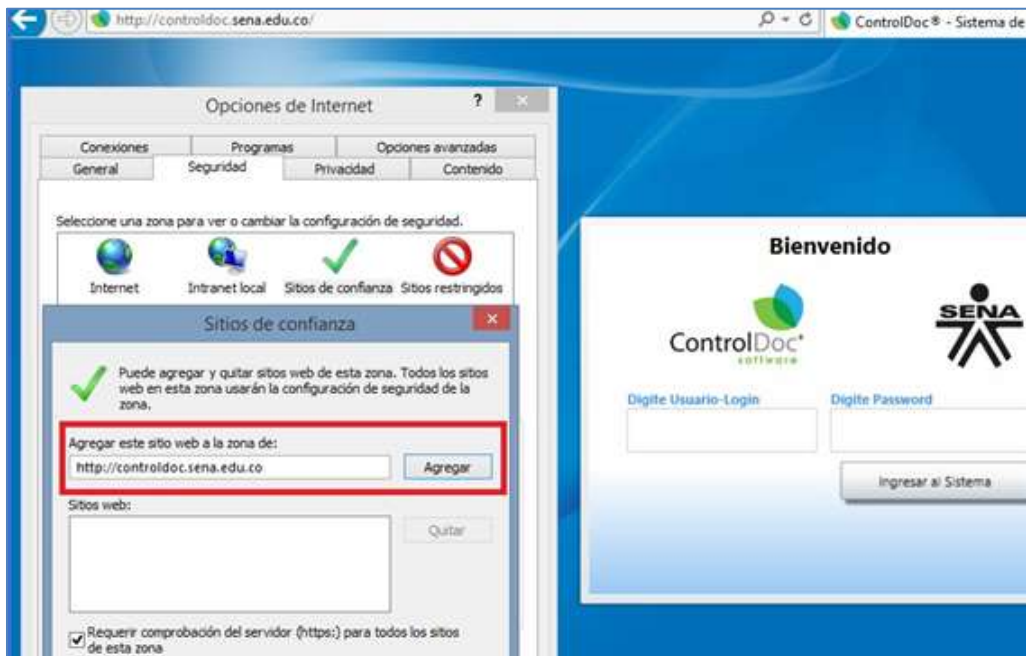 http://controldoc.sena.edu.co/
ControlDoc® - Sistema de
Opciones de Internet
?
Conexiones Programas Opciones avanzadas
General Seguridad Privacidad Contenido
Seleccione una zona para ver o cambiar la configuración de seguridad.
Internet Intranet local Sitios de confianza Sitios restringidos
Sitios de confianza
Puede agregar y quitar sitios web de esta zona. Todos los sitios
web en esta zona usarán la configuración de seguridad de la
zona.
Agregar este sitio web a la zona de:
http://controldoc.sena.edu.co Agregar
Sitios web:
Quitar
Requerir comprobación del servidor (https:) para todos los sitios
de esta zona
Bienvenido
ControlDoc
software
SENA
Digite Usuario-Login Digite Password
Ingresar al Sistema